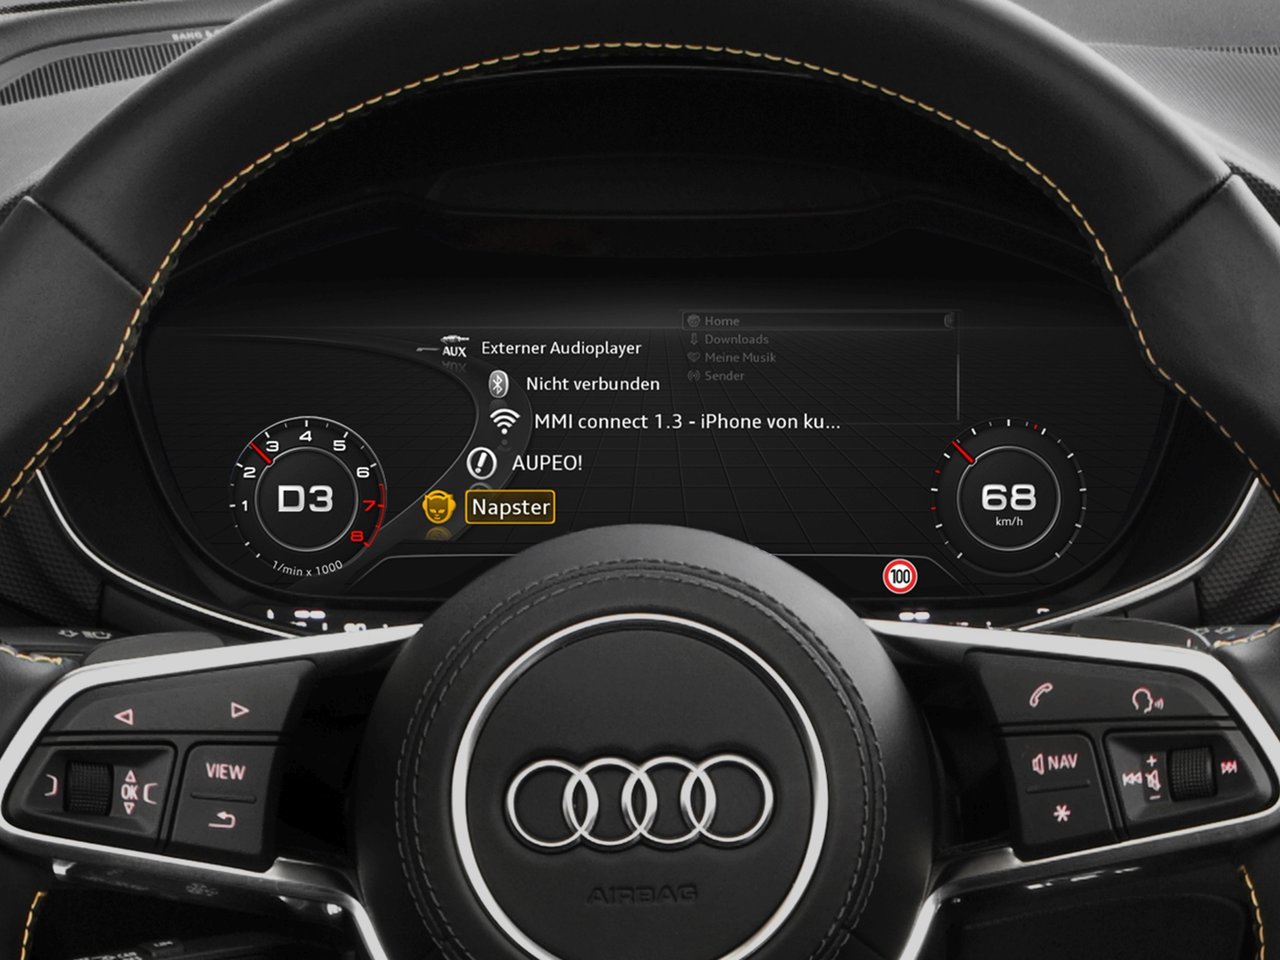 Home
Downloads
Meine Musik
Sender
AUX Externer Audioplayer
Nicht verbunden
MMI connect 1.3 - iPhone von ku...
AUPEO!
Napster
1 2 3 4 5 6 7 8
D3
1/min x 1000
68
km/h
100
VIEW
OK
NAV
AIRBAG